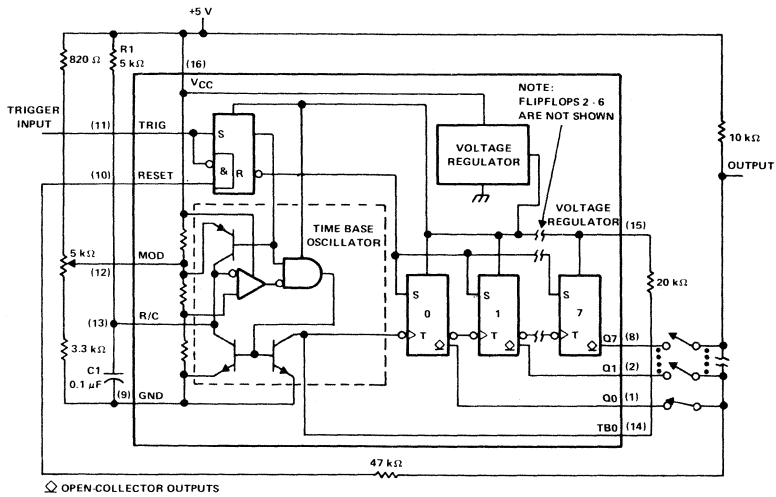 +5 V
820 Ω
R1
5 kΩ
(16)
VCC
NOTE:
FLIPFLOPS 2 - 6
ARE NOT SHOWN
TRIGGER
INPUT
(11)
TRIG
S
& R
VOLTAGE
REGULATOR
10 kΩ
OUTPUT
(10)
RESET
TIME BASE
OSCILLATOR
VOLTAGE
REGULATOR
(15)
5 kΩ
(12)
MOD
20 kΩ
S
0
T
S
1
T
S
7
T
(13)
R/C
3.3 kΩ
C1
0.1 μF
(9)
GND
Q7
(8)
Q1
(2)
Q0
(1)
TB0
(14)
47 kΩ
OPEN-COLLECTOR OUTPUTS